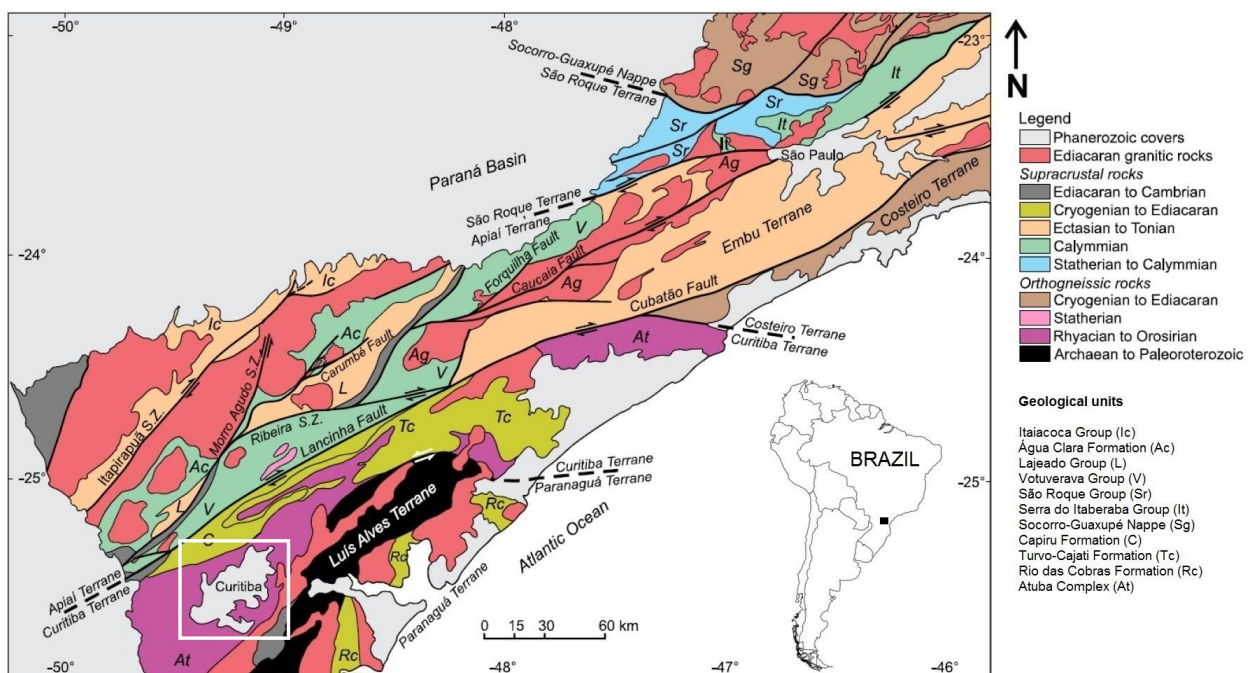 -50°
-49°
-48°
-23°
Socorro-Guaxupé Nappe
São Roque Terrane
Sg
Sg
It
Sr
Sr
It
Sr
It
Ag
São Paulo
Paraná Basin
São Roque Terrane
Apiaí Terrane
V
Forquilha Fault
Caucaia Fault
Ag
Embu Terrane
Costeiro Terrane
-24°
-24°
Ic
Ic
Ac
Carumbé Fault
L
Ag
V
Cubatão Fault
At
Costeiro Terrane
Curitiba Terrane
Itapirapuã S.Z.
Morro Agudo S.Z.
Ribeira S.Z.
Lancinha Fault
Tc
Tc
Ac
L
V
C
-25°
-25°
Curitiba Terrane
Paranaguá Terrane
Luís Alves Terrane
Rc
Rc
Rc
Atlantic Ocean
Paranaguá Terrane
Apiaí Terrane
Curitiba Terrane
Curitiba
At
0 15 30 60 km
-50°
-49°
-48°
-47°
-46°
BRAZIL
N
Legend
Phanerozoic covers
Ediacaran granitic rocks
Supracrustal rocks
Ediacaran to Cambrian
Cryogenian to Ediacaran
Ectasian to Tonian
Calymmian
Statherian to Calymmian
Orthogneissic rocks
Cryogenian to Ediacaran
Statherian
Rhyacian to Orosirian
Archaean to Paleoroterozoic
Geological units
Itaiacoca Group (Ic)
Água Clara Formation (Ac)
Lajeado Group (L)
Votuverava Group (V)
São Roque Group (Sr)
Serra do Itaberaba Group (It)
Socorro-Guaxupé Nappe (Sg)
Capiru Formation (C)
Turvo-Cajati Formation (Tc)
Rio das Cobras Formation (Rc)
Atuba Complex (At)